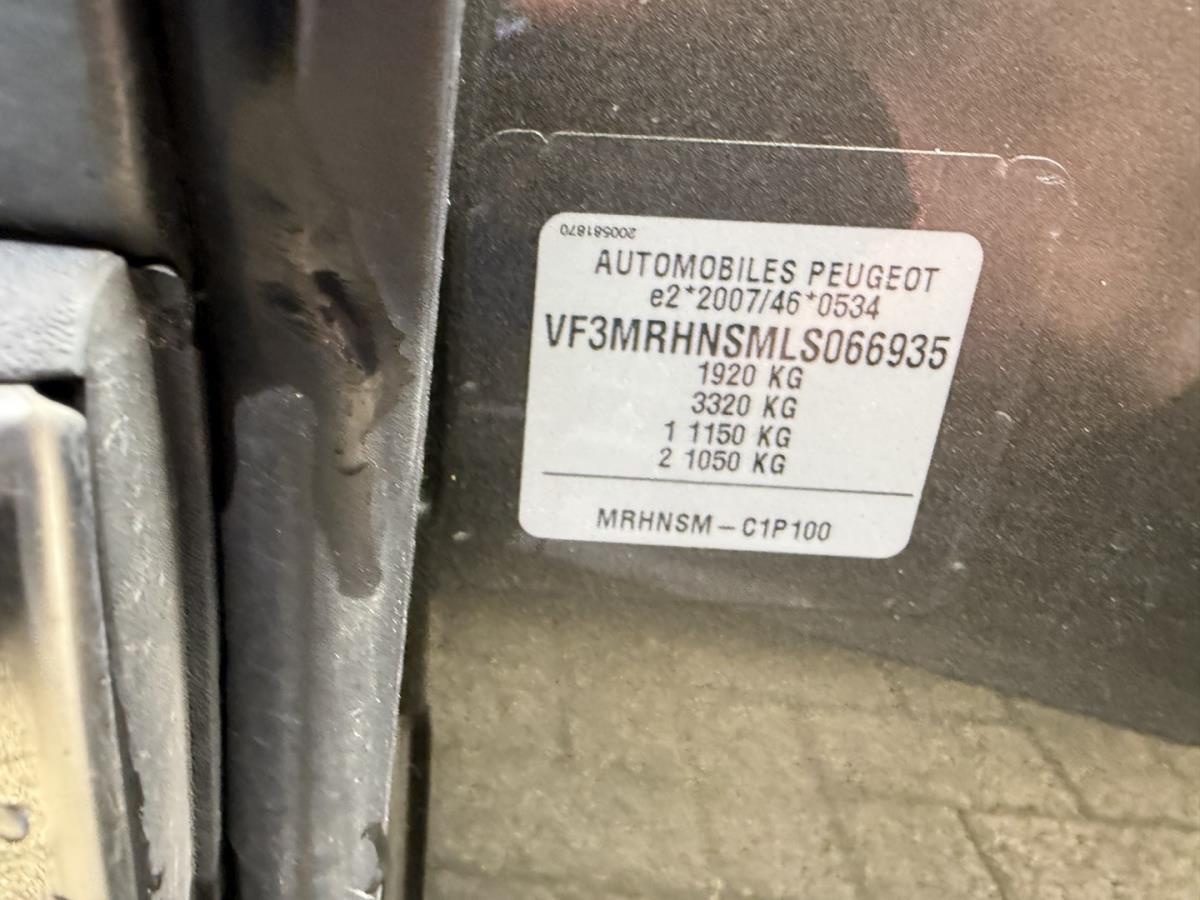 200581870
AUTOMOBILES PEUGEOT
e2*2007/46*0534
VF3MRHNSMLS066935
1920 KG
3320 KG
1 1150 KG
2 1050 KG
MRHNSM – C1P100